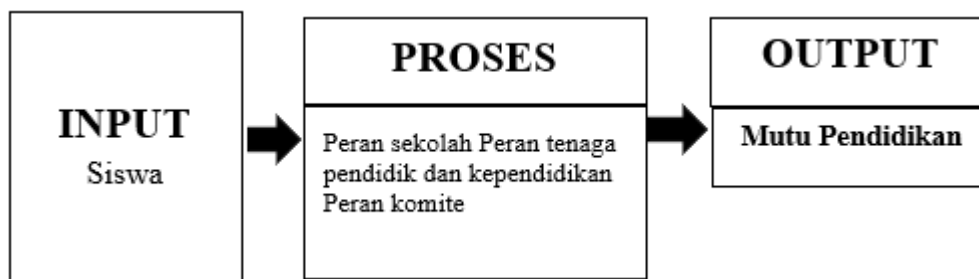 INPUT
Siswa
PROSES
Peran sekolah Peran tenaga
pendidik dan kependidikan
Peran komite
OUTPUT
Mutu Pendidikan